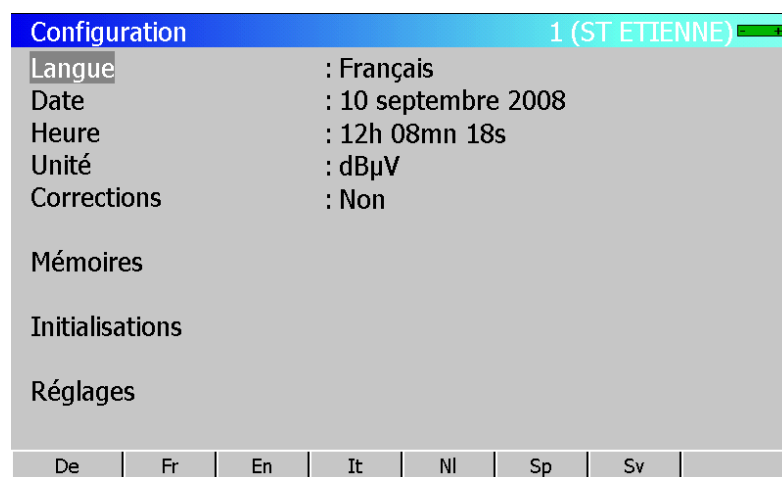 Configuration 1 (ST ETIENNE) - +
Langue : Français
Date : 10 septembre 2008
Heure : 12h 08mn 18s
Unité : dBµV
Corrections : Non
Mémoires
Initialisations
Réglages
De Fr En It Nl Sp Sv